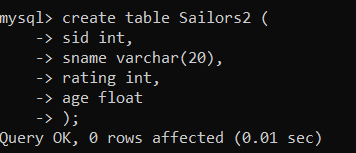 mysql> create table Sailors2 (
    -> sid int,
    -> sname varchar(20),
    -> rating int,
    -> age float
    -> );
Query OK, 0 rows affected (0.01 sec)